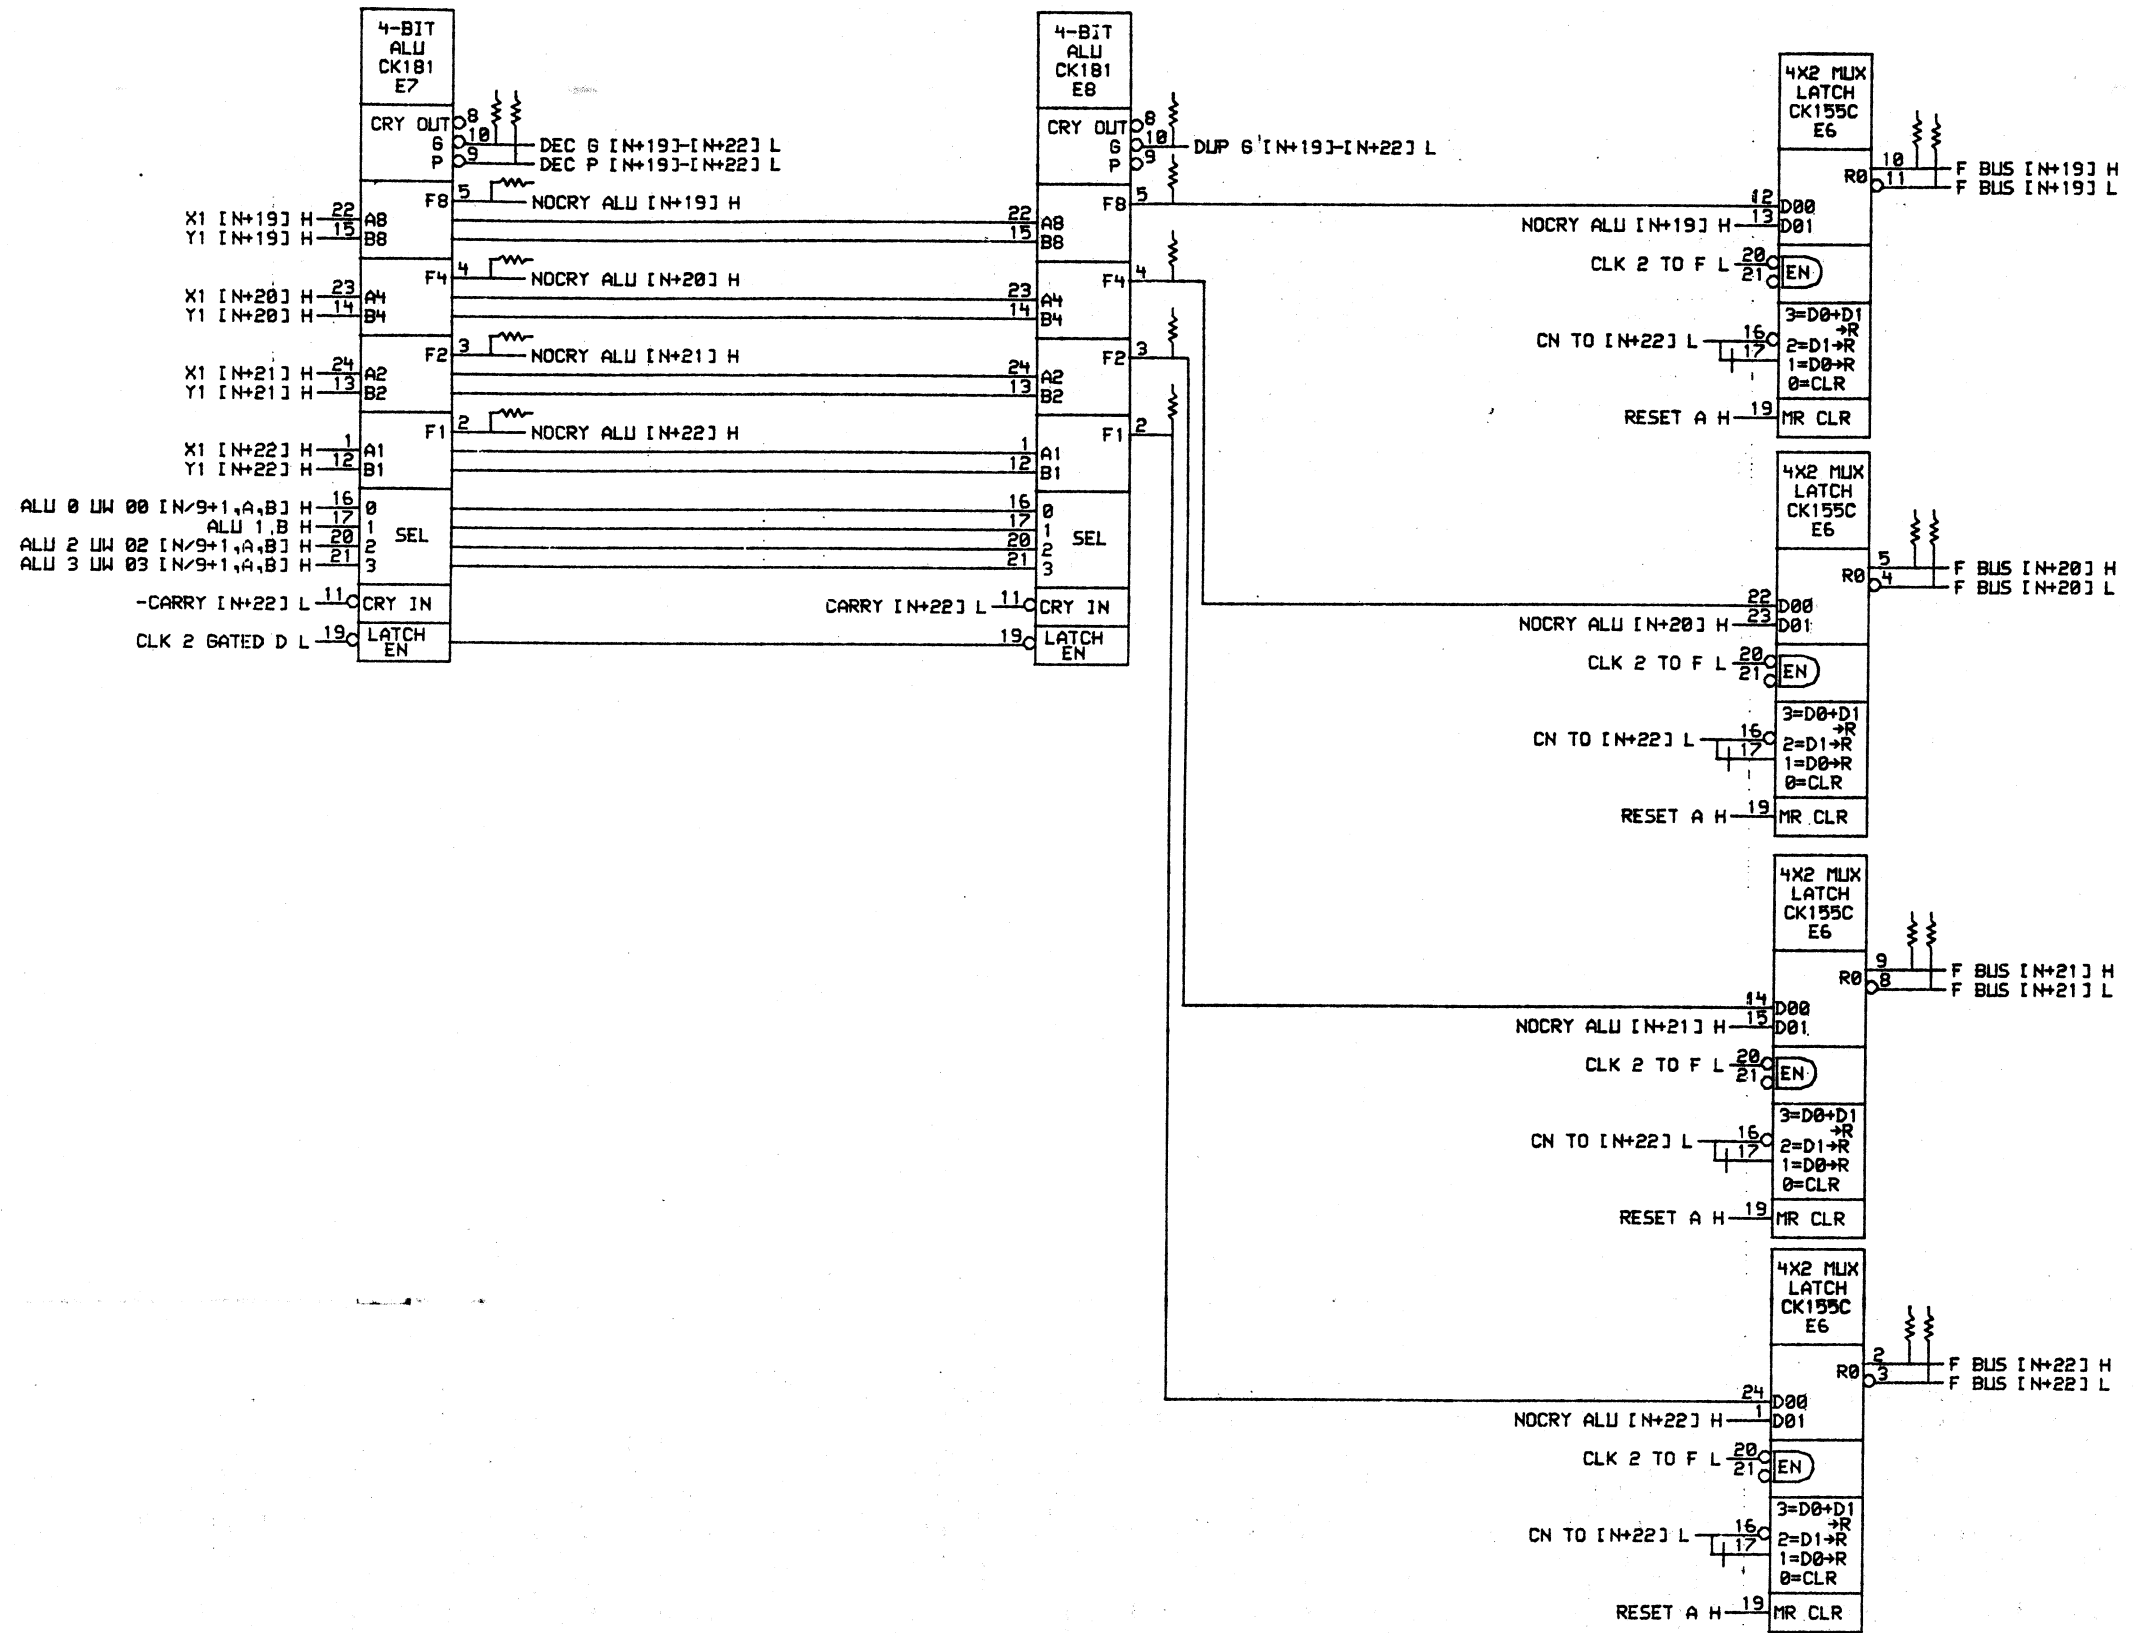 4-BIT
ALU
CK181
E7
CRY OUT 8
G 10 DEC G [N+19]-[N+22] L
P 9 DEC P [N+19]-[N+22] L
F8 5 NOCRY ALU [N+19] H
X1 [N+19] H 22 A8
Y1 [N+19] H 15 B8
F4 4 NOCRY ALU [N+20] H
X1 [N+20] H 23 A4
Y1 [N+20] H 14 B4
F2 3 NOCRY ALU [N+21] H
X1 [N+21] H 24 A2
Y1 [N+21] H 13 B2
F1 2 NOCRY ALU [N+22] H
X1 [N+22] H 1 A1
Y1 [N+22] H 12 B1
ALU 0 UW 00 [N/9+1,A,B] H 16 0
ALU 1,B H 17 1
SEL
ALU 2 UW 02 [N/9+1,A,B] H 20 2
ALU 3 UW 03 [N/9+1,A,B] H 21 3
-CARRY [N+22] L 11 CRY IN
CLK 2 GATED D L 19 LATCH
EN
4-BIT
ALU
CK181
E8
CRY OUT 8
G 10 DUP G [N+19]-[N+22] L
P 9
F8 5
22 A8
15 B8
F4 4
23 A4
14 B4
F2 3
24 A2
13 B2
F1 2
1 A1
12 B1
16 0
17 1
SEL
20 2
21 3
CARRY [N+22] L 11 CRY IN
19 LATCH
EN
4X2 MUX
LATCH
CK155C
E6
R0 10 F BUS [N+19] H
11 F BUS [N+19] L
12 D00
NOCRY ALU [N+19] H 13 D01
CLK 2 TO F L 20
21 EN
3=D0+D1
→R
CN TO [N+22] L 16
17 2=D1→R
1=D0→R
0=CLR
RESET A H 19 MR CLR
4X2 MUX
LATCH
CK155C
E6
R0 5 F BUS [N+20] H
4 F BUS [N+20] L
22 D00
NOCRY ALU [N+20] H 23 D01
CLK 2 TO F L 20
21 EN
3=D0+D1
→R
CN TO [N+22] L 16
17 2=D1→R
1=D0→R
0=CLR
RESET A H 19 MR CLR
4X2 MUX
LATCH
CK155C
E6
R0 9 F BUS [N+21] H
8 F BUS [N+21] L
14 D00
NOCRY ALU [N+21] H 15 D01
CLK 2 TO F L 20
21 EN
3=D0+D1
→R
CN TO [N+22] L 16
17 2=D1→R
1=D0→R
0=CLR
RESET A H 19 MR CLR
4X2 MUX
LATCH
CK155C
E6
R0 2 F BUS [N+22] H
3 F BUS [N+22] L
24 D00
NOCRY ALU [N+22] H 1 D01
CLK 2 TO F L 20
21 EN
3=D0+D1
→R
CN TO [N+22] L 16
17 2=D1→R
1=D0→R
0=CLR
RESET A H 19 MR CLR